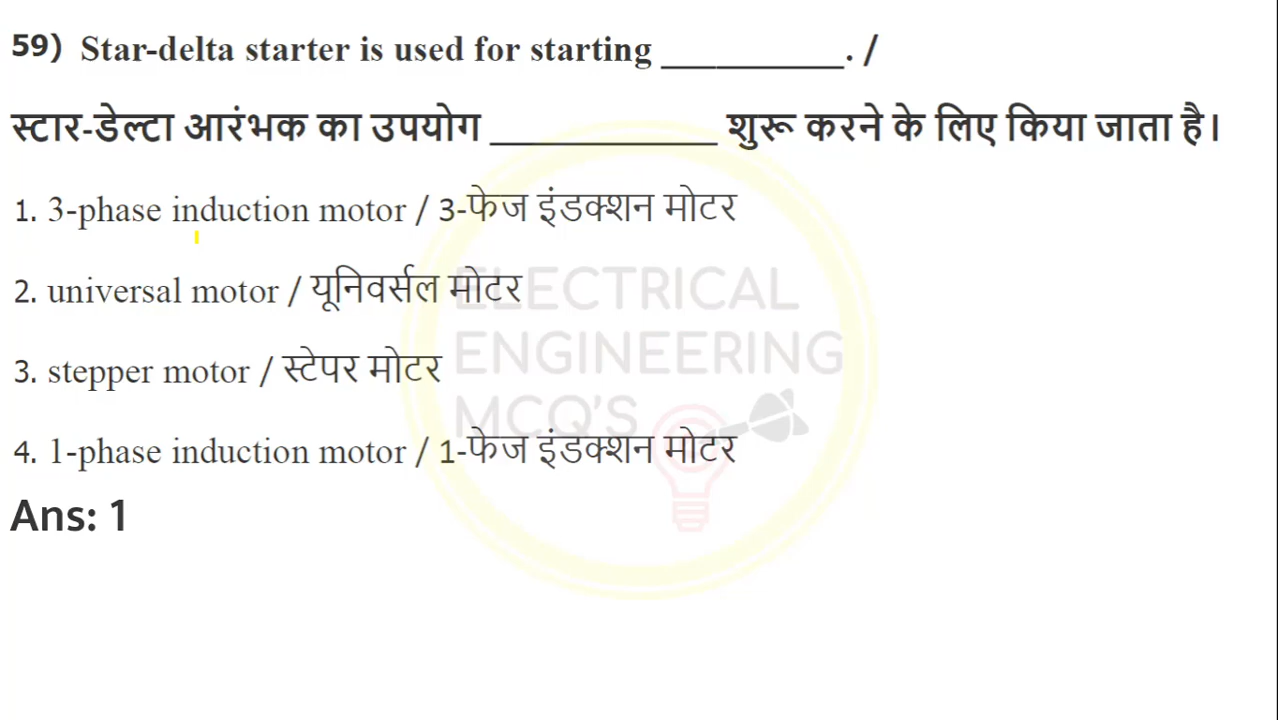 59) Star-delta starter is used for starting __________. /
स्टार-डेल्टा आरंभक का उपयोग ____________ शुरू करने के लिए किया जाता है।
1. 3-phase induction motor / 3-फेज इंडक्शन मोटर
2. universal motor / यूनिवर्सल मोटर
3. stepper motor / स्टेपर मोटर
4. 1-phase induction motor / 1-फेज इंडक्शन मोटर
Ans: 1
ELECTRICAL
ENGINEERING
MCQ'S